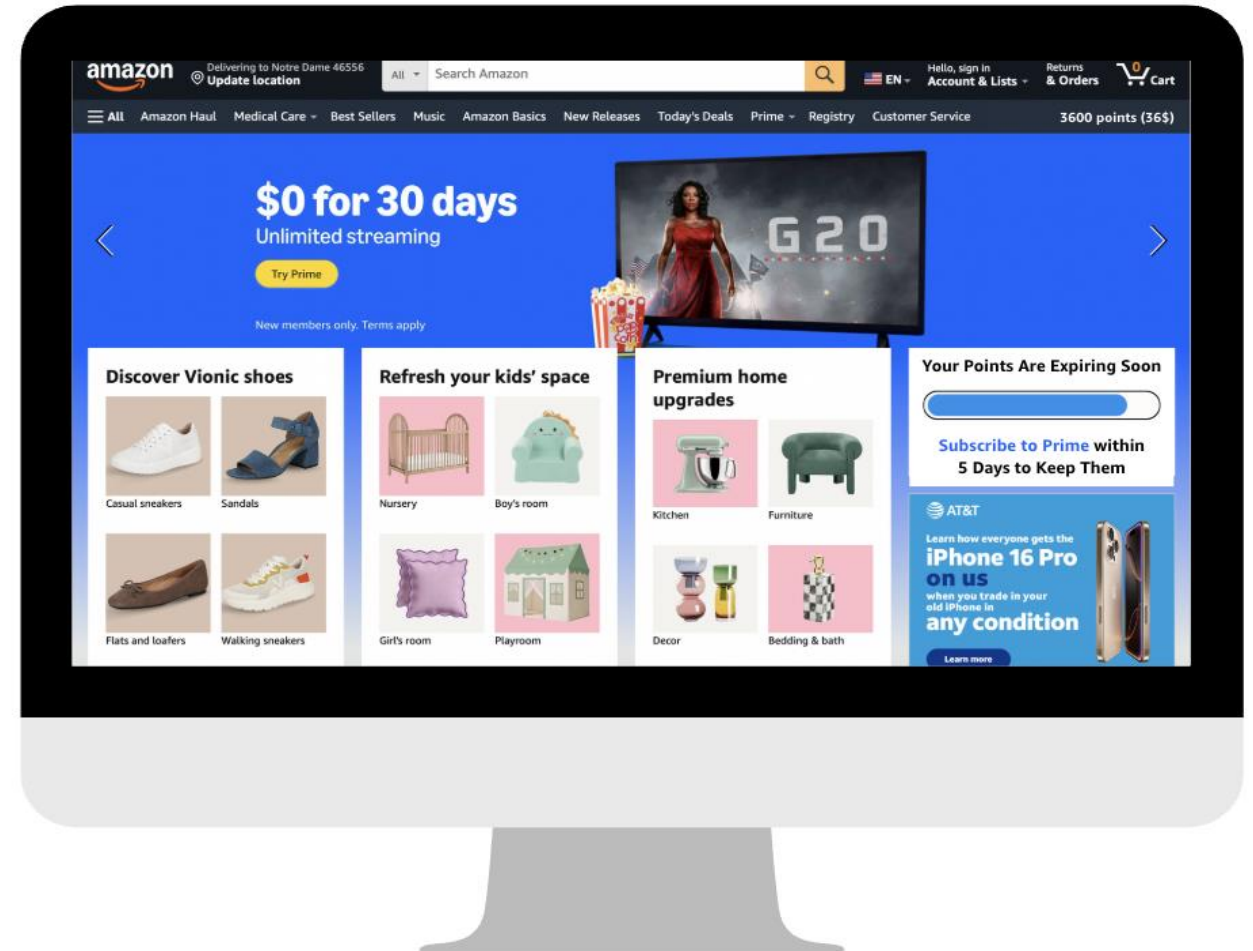 amazon
Delivering to Notre Dame 46556
Update location
All
Search Amazon
EN
Hello, sign in
Account & Lists
Returns
& Orders
0
Cart
All
Amazon Haul
Medical Care
Best Sellers
Music
Amazon Basics
New Releases
Today's Deals
Prime
Registry
Customer Service
3600 points (36$)
$0 for 30 days
Unlimited streaming
Try Prime
New members only. Terms apply
G20
Discover Vionic shoes
Casual sneakers
Sandals
Flats and loafers
Walking sneakers
Refresh your kids’ space
Nursery
Boy's room
Girl's room
Playroom
Premium home
upgrades
Kitchen
Furniture
Decor
Bedding & bath
Your Points Are Expiring Soon
Subscribe to Prime within
5 Days to Keep Them
AT&T
Learn how everyone gets the
iPhone 16 Pro
on us
when you trade in your
old iPhone in
any condition
Learn more